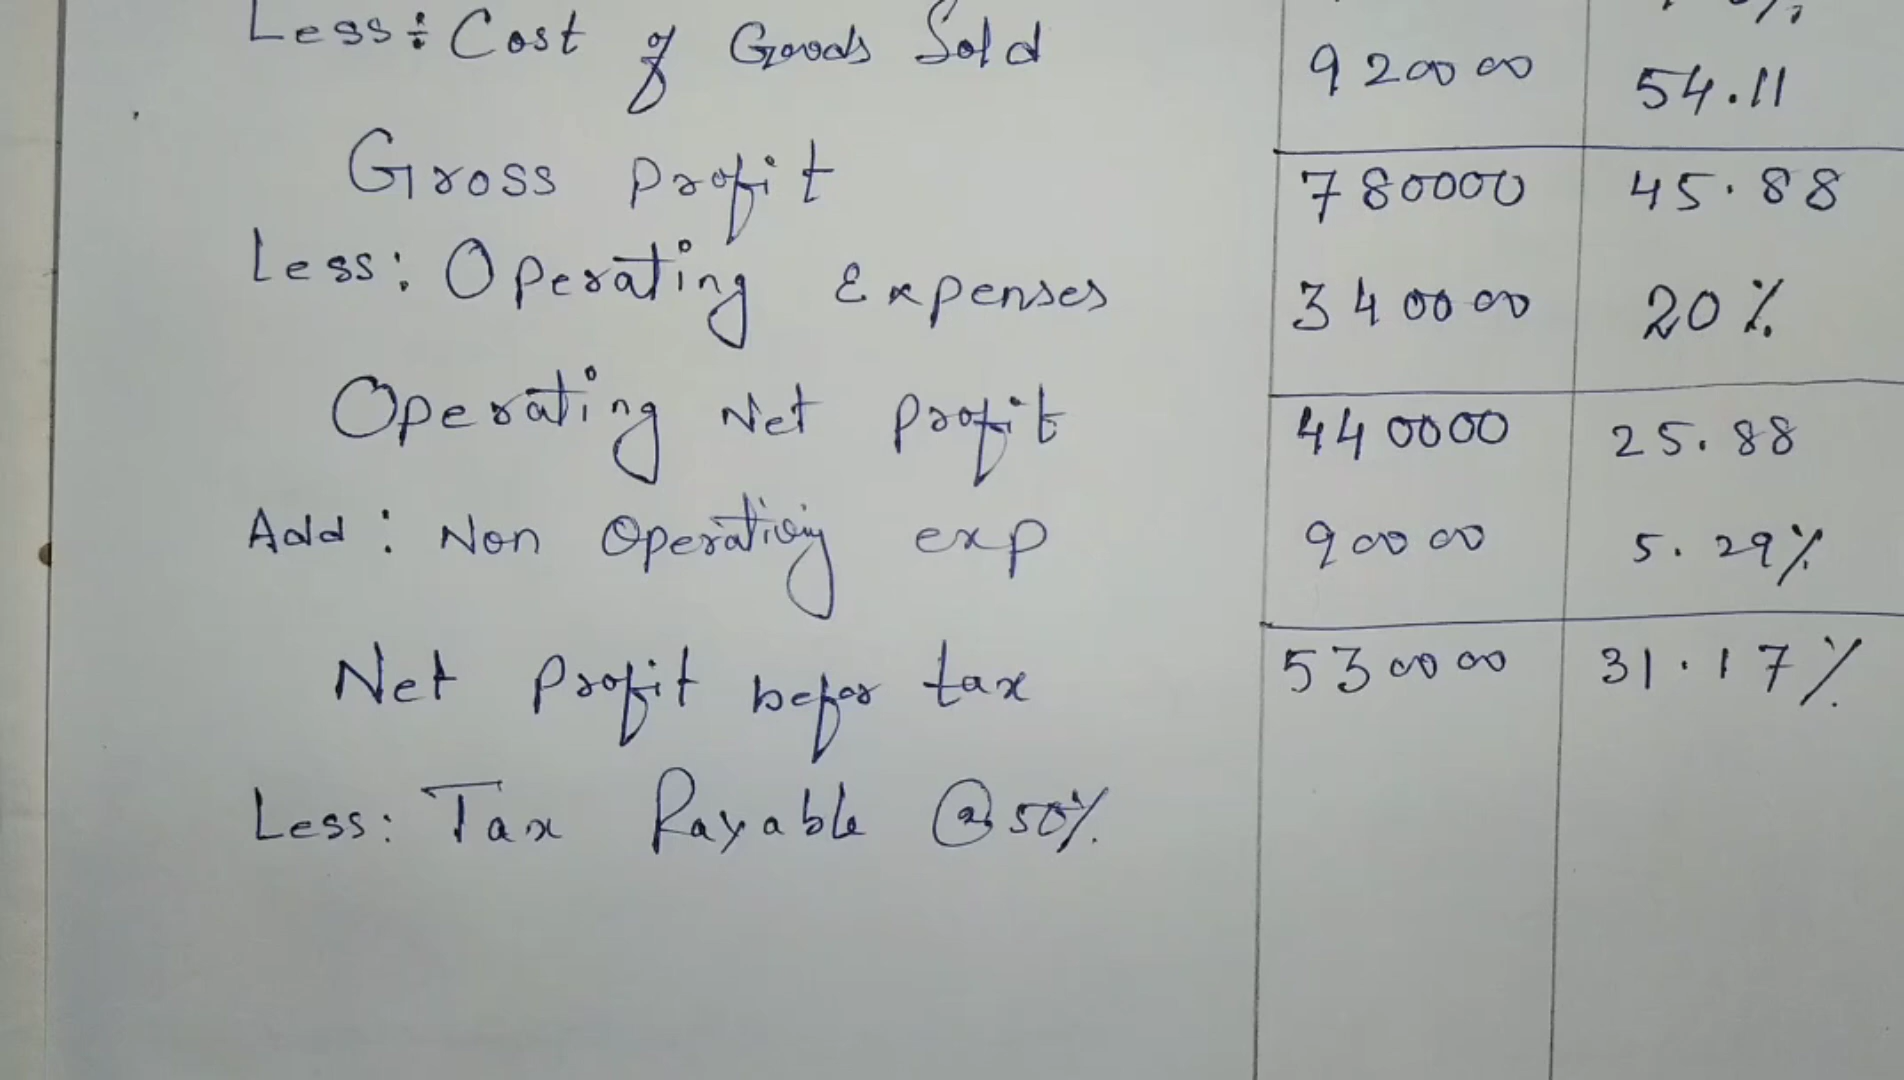 Less: Cost of Goods Sold 920000 54.11
Gross Profit 780000 45.88
Less: Operating Expenses 340000 20%
Operating Net Profit 440000 25.88
Add: Non Operating exp 90000 5.29%
Net Profit befor tax 530000 31.17%
Less: Tax Payable @ 50%